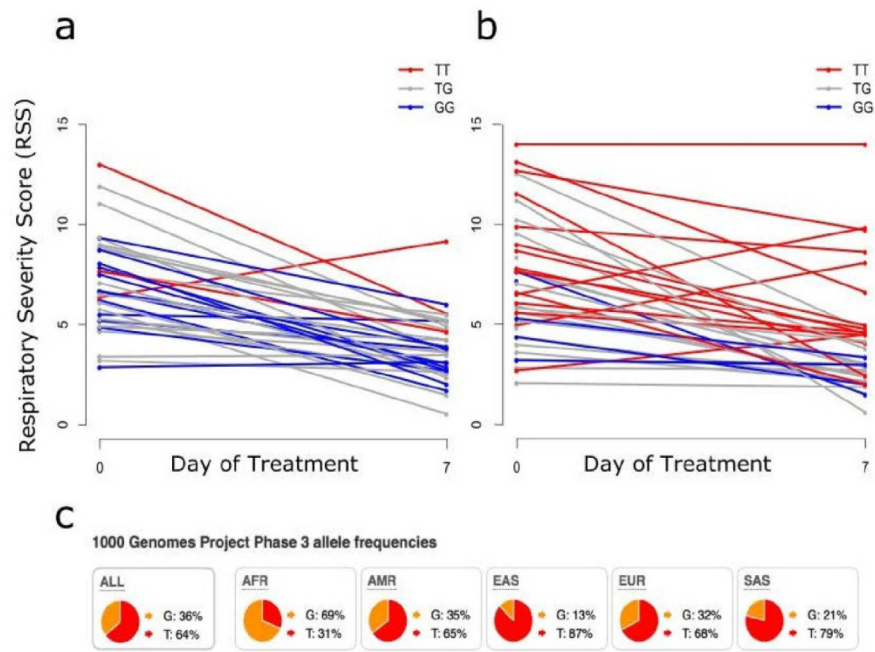 a
b
TT
TG
GG
TT
TG
GG
Respiratory Severity Score (RSS)
15
10
5
0
15
10
5
0
0
Day of Treatment
7
0
Day of Treatment
7
c
1000 Genomes Project Phase 3 allele frequencies
ALL
G: 36%
T: 64%
AFR
G: 69%
T: 31%
AMR
G: 35%
T: 65%
EAS
G: 13%
T: 87%
EUR
G: 32%
T: 68%
SAS
G: 21%
T: 79%